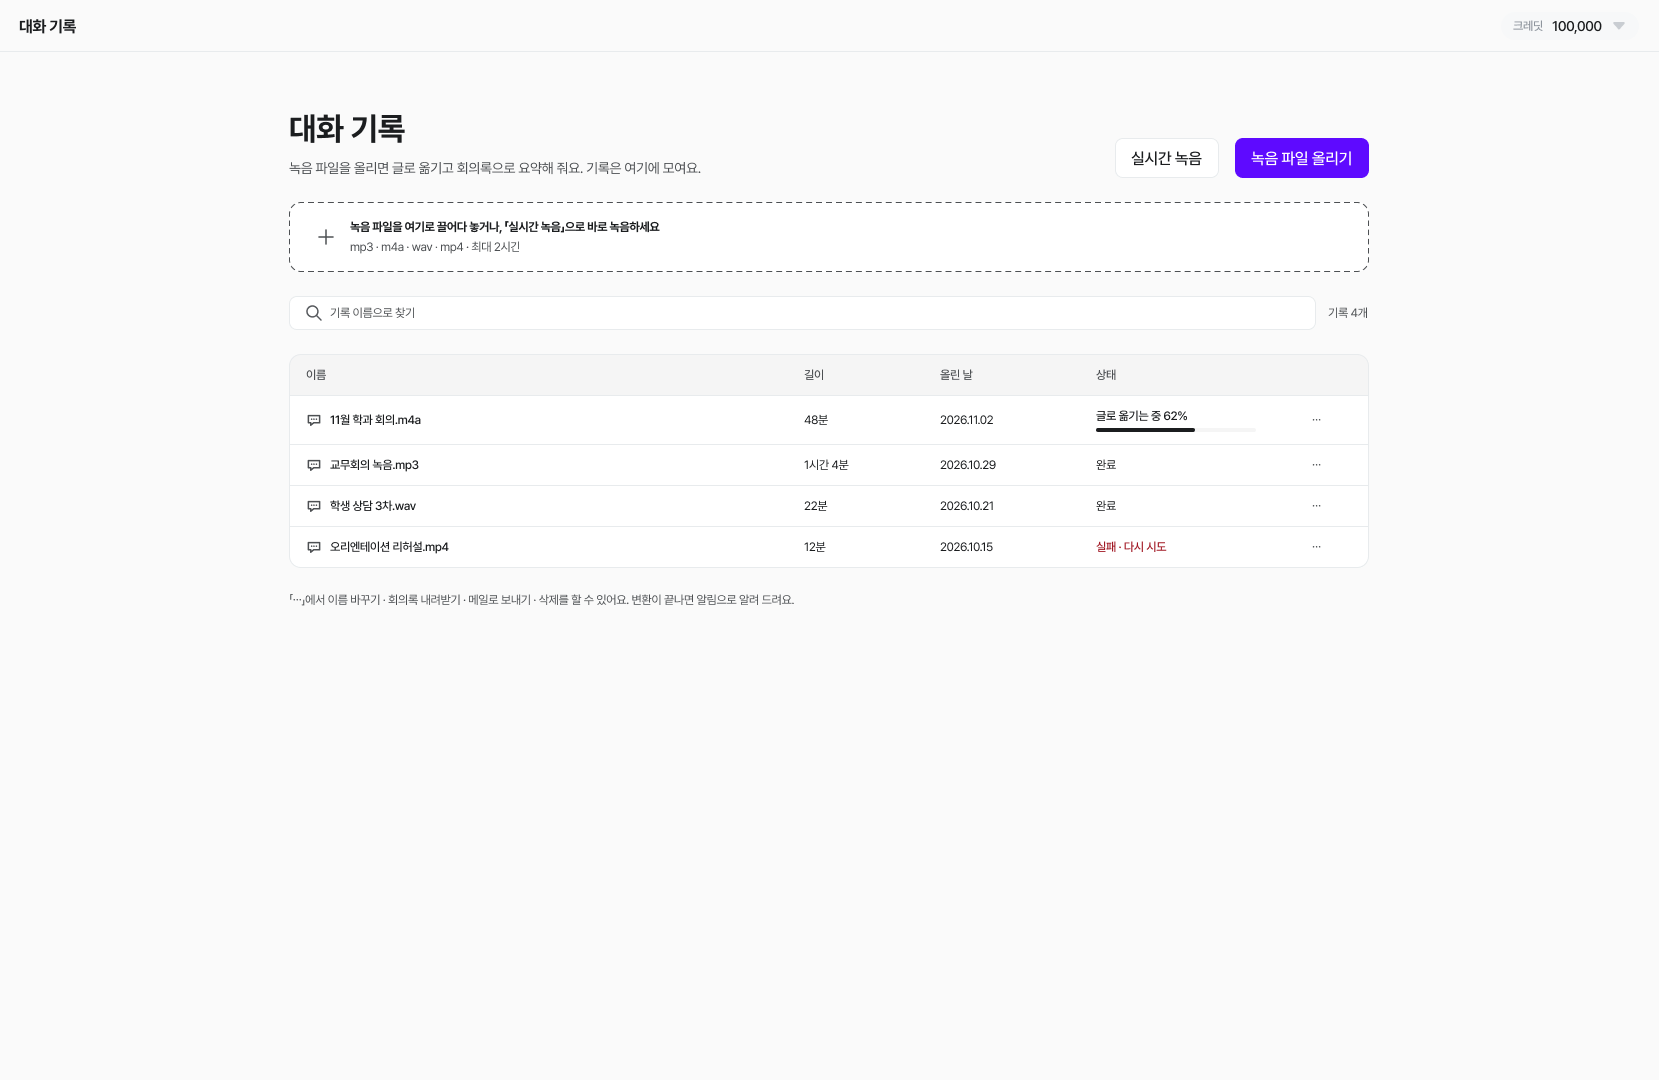 대화 기록
크레딧 100,000
대화 기록
녹음 파일을 올리면 글로 옮기고 회의록으로 요약해 줘요. 기록은 여기에 모여요.
실시간 녹음
녹음 파일 올리기
녹음 파일을 여기로 끌어다 놓거나, 「실시간 녹음」으로 바로 녹음하세요
mp3 · m4a · wav · mp4 · 최대 2시간
기록 이름으로 찾기
기록 4개
이름 길이 올린 날 상태
11월 학과 회의.m4a 48분 2026.11.02 글로 옮기는 중 62% ···
교무회의 녹음.mp3 1시간 4분 2026.10.29 완료 ···
학생 상담 3차.wav 22분 2026.10.21 완료 ···
오리엔테이션 리허설.mp4 12분 2026.10.15 실패 · 다시 시도 ···
「···」에서 이름 바꾸기 · 회의록 내려받기 · 메일로 보내기 · 삭제를 할 수 있어요. 변환이 끝나면 알림으로 알려 드려요.